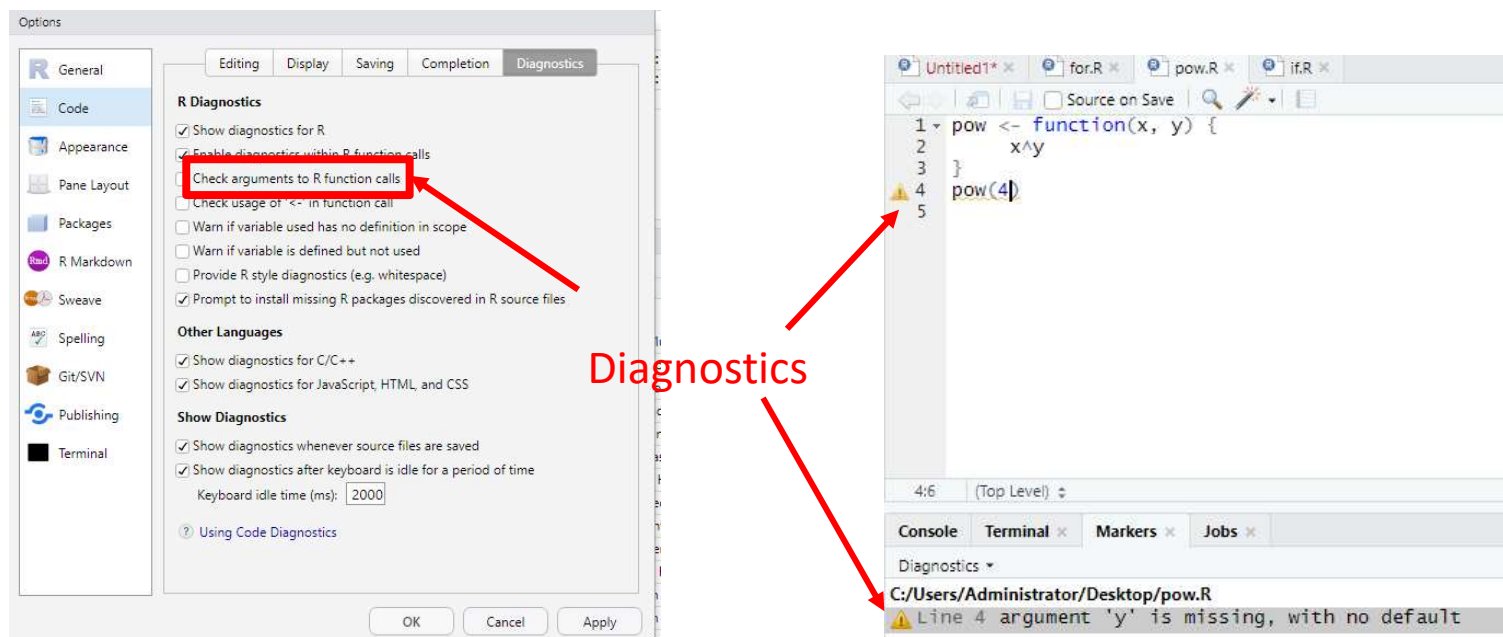 Options
General
Code
Appearance
Pane Layout
Packages
R Markdown
Sweave
Spelling
Git/SVN
Publishing
Terminal
Editing Display Saving Completion Diagnostics
R Diagnostics
Show diagnostics for R
Enable diagnostics within R function calls
Check arguments to R function calls
Check usage of '<-' in function call
Warn if variable used has no definition in scope
Warn if variable is defined but not used
Provide R style diagnostics (e.g. whitespace)
Prompt to install missing R packages discovered in R source files
Other Languages
Show diagnostics for C/C++
Show diagnostics for JavaScript, HTML, and CSS
Show Diagnostics
Show diagnostics whenever source files are saved
Show diagnostics after keyboard is idle for a period of time
Keyboard idle time (ms): 2000
? Using Code Diagnostics
OK Cancel Apply
Diagnostics
Untitled1* × for.R × pow.R × if.R ×
Source on Save
1 pow <- function(x, y) {
2 x^y
3 }
4 pow(4)
5
4:6 (Top Level)
Console Terminal × Markers × Jobs ×
Diagnostics
C:/Users/Administrator/Desktop/pow.R
Line 4 argument 'y' is missing, with no default